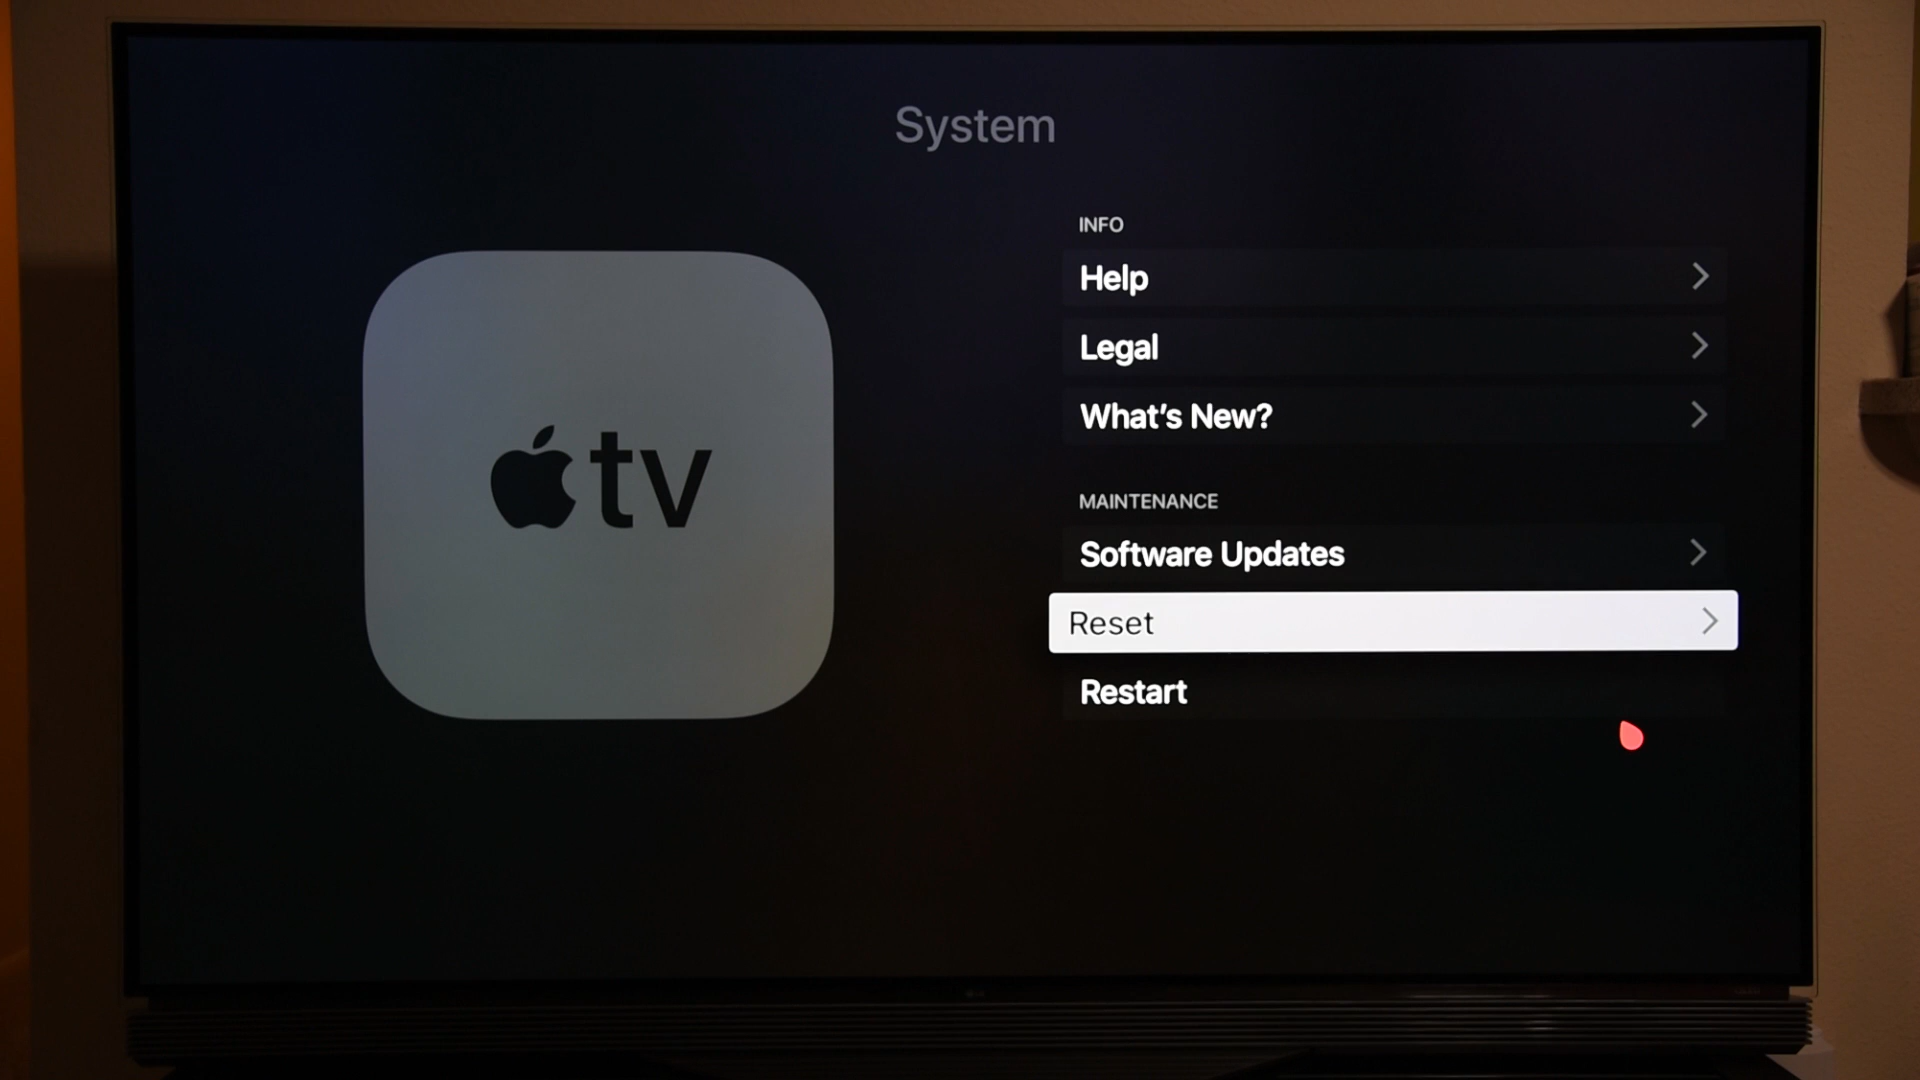 System
INFO
Help
Legal
What's New?
tv
MAINTENANCE
Software Updates
Reset
Restart